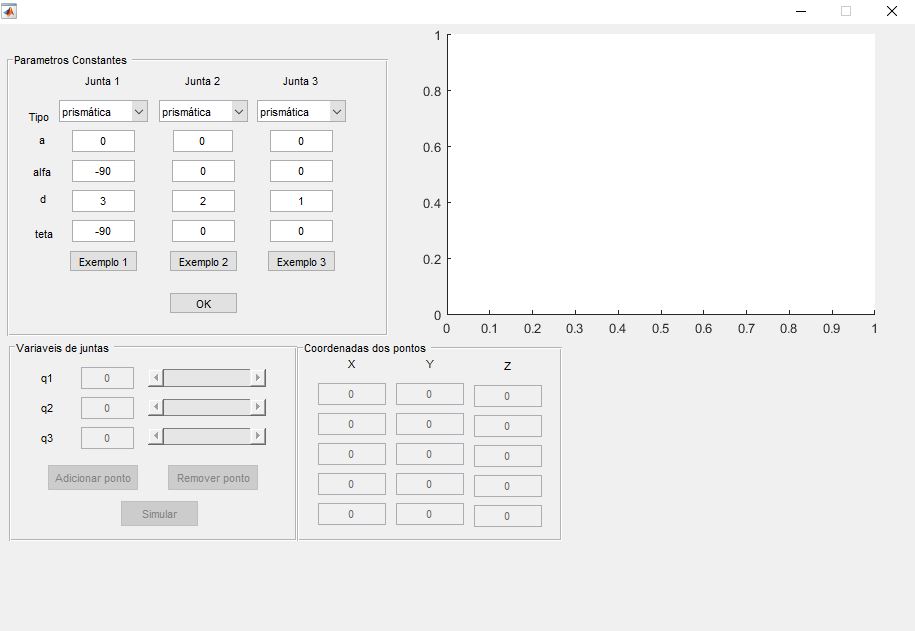 Parametros Constantes
Junta 1 Junta 2 Junta 3
Tipo prismática prismática prismática
a 0 0 0
alfa -90 0 0
d 3 2 1
teta -90 0 0
Exemplo 1 Exemplo 2 Exemplo 3
OK
1
0.8
0.6
0.4
0.2
0
0 0.1 0.2 0.3 0.4 0.5 0.6 0.7 0.8 0.9 1
Variaveis de juntas
q1 0
q2 0
q3 0
Adicionar ponto Remover ponto
Simular
Coordenadas dos pontos
X Y Z
0 0 0
0 0 0
0 0 0
0 0 0
0 0 0